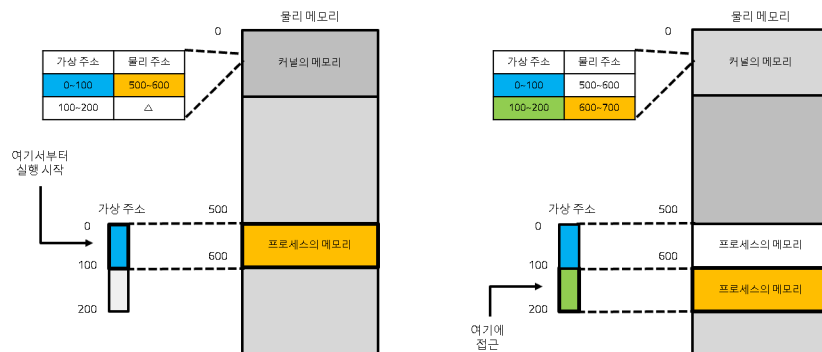 물리 메모리
0
가상 주소 물리 주소
0~100 500~600
100~200 △
커널의 메모리
여기서부터
실행 시작
가상 주소
0
100
200
500
600
프로세스의 메모리
물리 메모리
0
가상 주소 물리 주소
0~100 500~600
100~200 600~700
커널의 메모리
가상 주소
0
100
200
500
600
프로세스의 메모리
프로세스의 메모리
여기에
접근